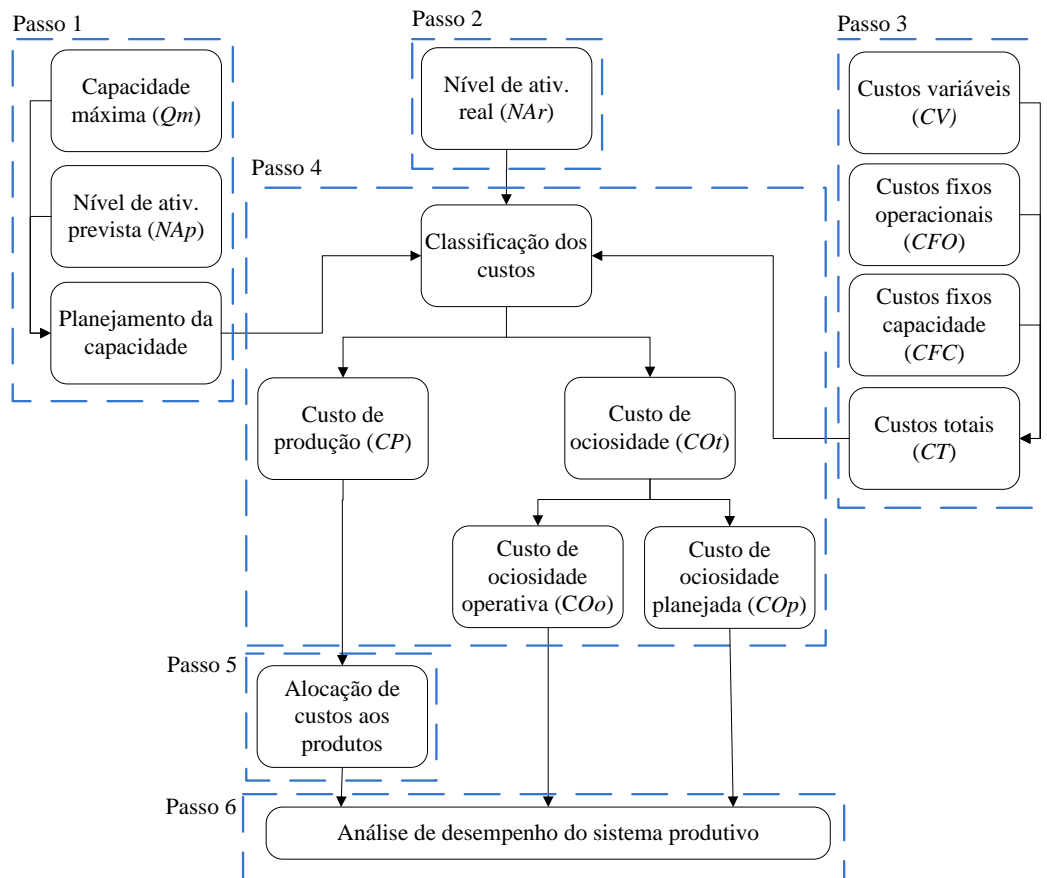 Passo 1
Capacidade
máxima (Qm)
Nível de ativ.
prevista (NAp)
Planejamento da
capacidade
Passo 2
Nível de ativ.
real (NAr)
Passo 3
Custos variáveis
(CV)
Custos fixos
operacionais
(CFO)
Custos fixos
capacidade
(CFC)
Custos totais
(CT)
Passo 4
Classificação dos
custos
Custo de
produção (CP)
Custo de
ociosidade (COt)
Custo de
ociosidade
operativa (COo)
Custo de
ociosidade
planejada (COp)
Passo 5
Alocação de
custos aos
produtos
Passo 6
Análise de desempenho do sistema produtivo